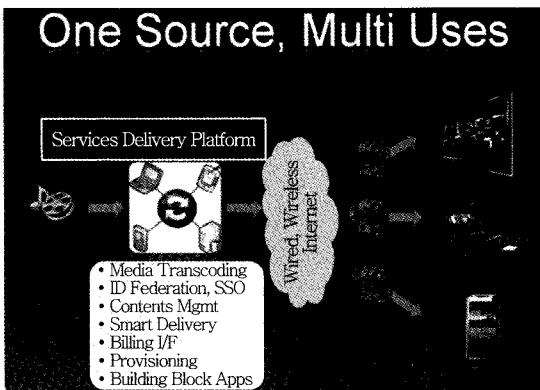 One Source, Multi Uses
Services Delivery Platform
Wired, Wireless
Internet
• Media Transcoding
• ID Federation, SSO
• Contents Mgmt
• Smart Delivery
• Billing I/F
• Provisioning
• Building Block Apps